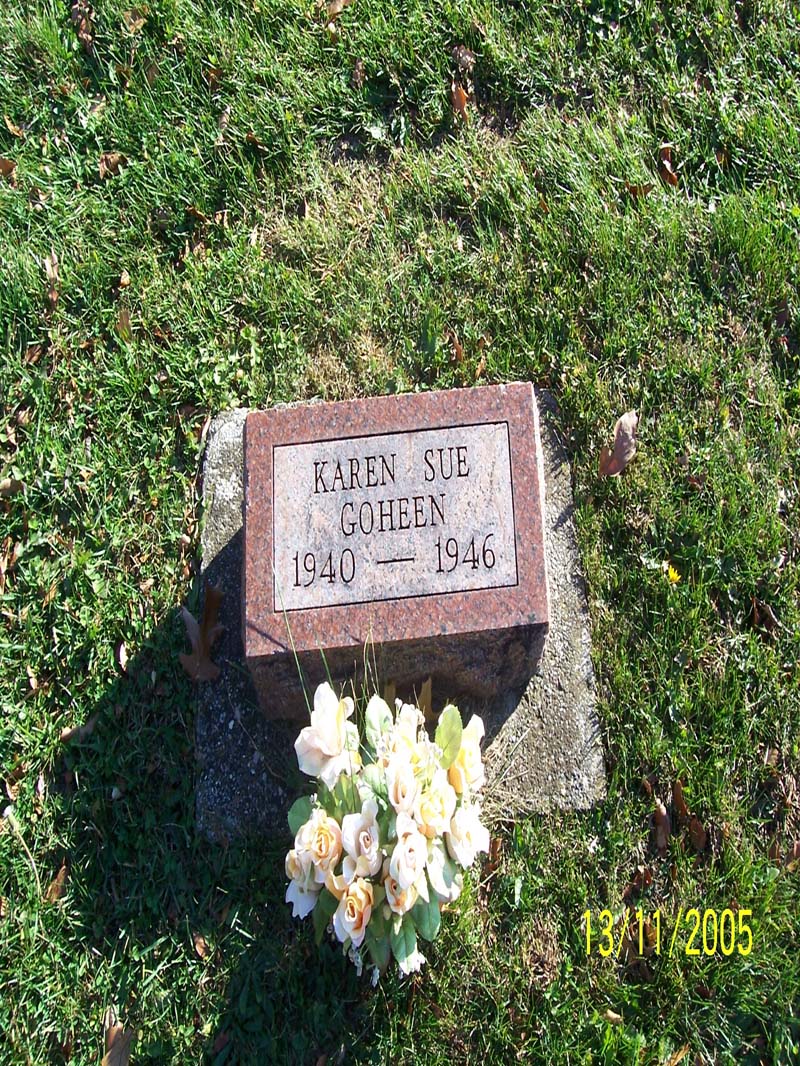 KAREN SUE
GOHEEN
1940 — 1946
13/11/2005